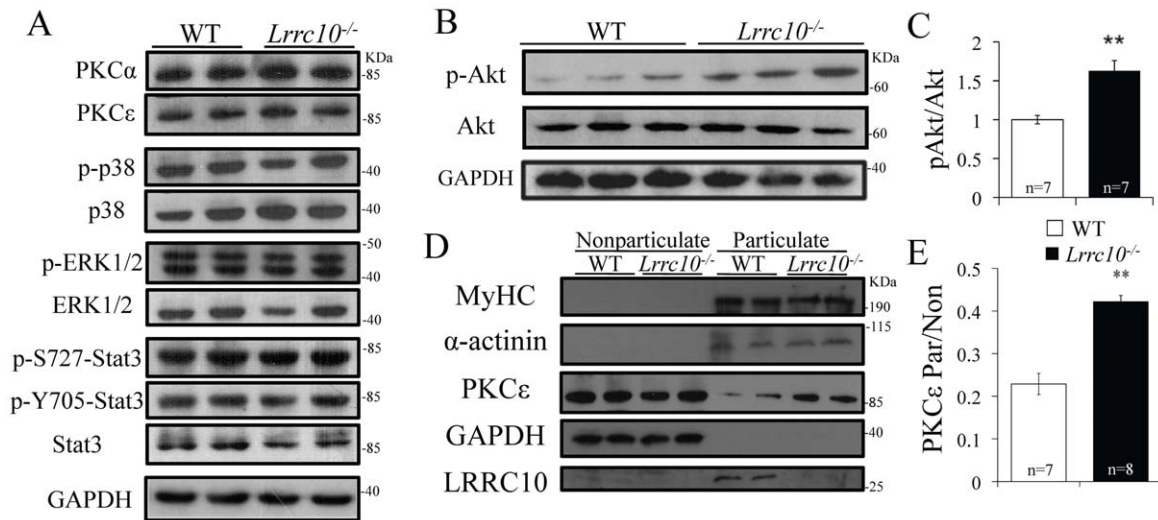 A
WT Lrrc10-/-
KDa
PKCα
-85
PKCε
-85
p-p38
-40
p38
-40
-50
p-ERK1/2
-40
ERK1/2
-40
p-S727-Stat3
-85
p-Y705-Stat3
-85
Stat3
-85
GAPDH
-40
B
WT Lrrc10-/-
KDa
p-Akt
-60
Akt
-60
-40
GAPDH
C
pAkt/Akt
2
1.5
1
0.5
0
**
n=7 n=7
WT
Lrrc10-/-
D
Nonparticulate Particulate
WT Lrrc10-/- WT Lrrc10-/-
KDa
MyHC
-190
-115
α-actinin
PKCε
-85
GAPDH
-40
LRRC10
-25
E
PKCε Par/Non
0.5
0.4
0.3
0.2
0.1
0
**
n=7 n=8